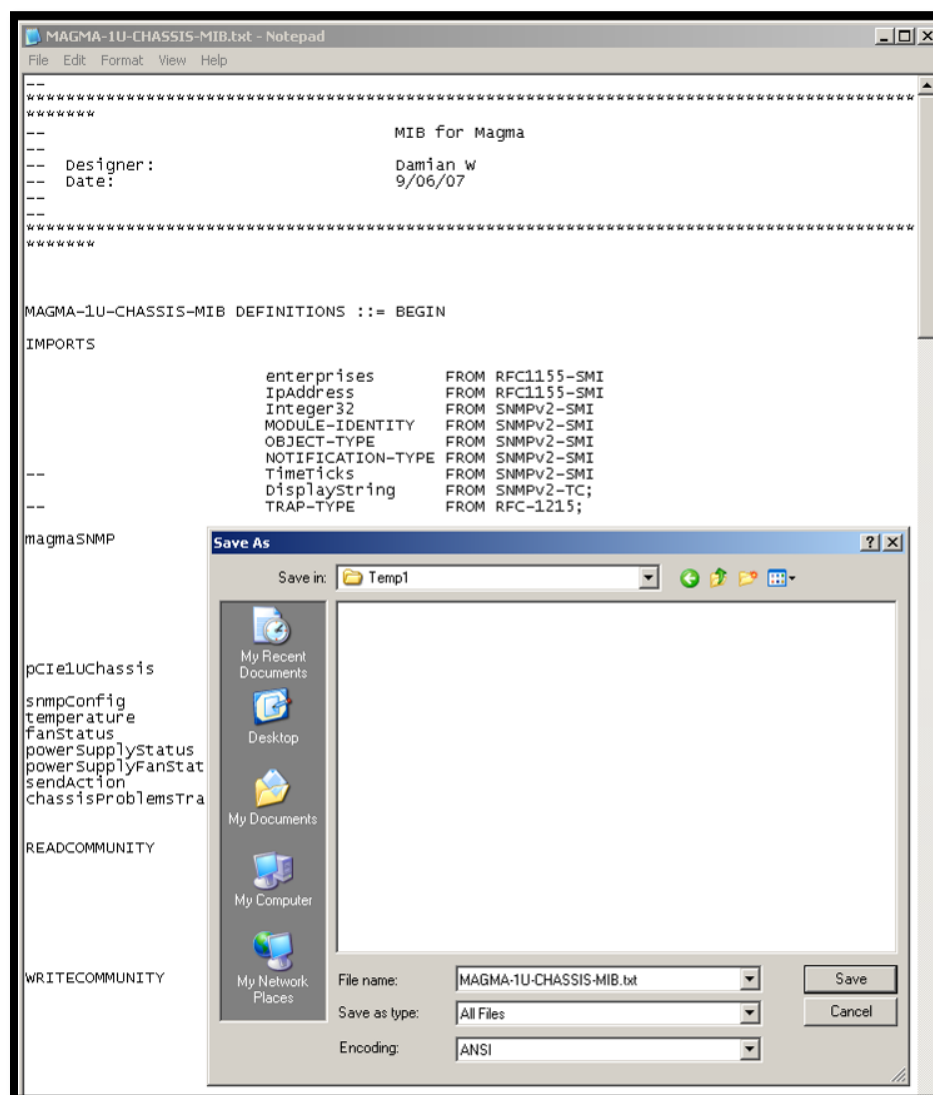 MAGMA-1U-CHASSIS-MIB.txt - Notepad
File Edit Format View Help
--
*****************************************************************************************
*******
-- MIB for Magma
--
-- Designer: Damian W
-- Date: 9/06/07
--
--
*****************************************************************************************
*******
MAGMA-1U-CHASSIS-MIB DEFINITIONS ::= BEGIN
IMPORTS
enterprises FROM RFC1155-SMI
IpAddress FROM RFC1155-SMI
Integer32 FROM SNMPv2-SMI
MODULE-IDENTITY FROM SNMPv2-SMI
OBJECT-TYPE FROM SNMPv2-SMI
NOTIFICATION-TYPE FROM SNMPv2-SMI
-- TimeTicks FROM SNMPv2-SMI
DisplayString FROM SNMPv2-TC;
-- TRAP-TYPE FROM RFC-1215;
magmaSNMP
pCIe1UChassis
snmpConfig
temperature
fanStatus
powerSupplyStatus
powerSupplyFanStat
sendAction
chassisProblemsTra
READCOMMUNITY
WRITECOMMUNITY
Save As
Save in: Temp1
My Recent
Documents
Desktop
My Documents
My Computer
My Network
Places
File name: MAGMA-1U-CHASSIS-MIB.txt Save
Save as type: All Files Cancel
Encoding: ANSI